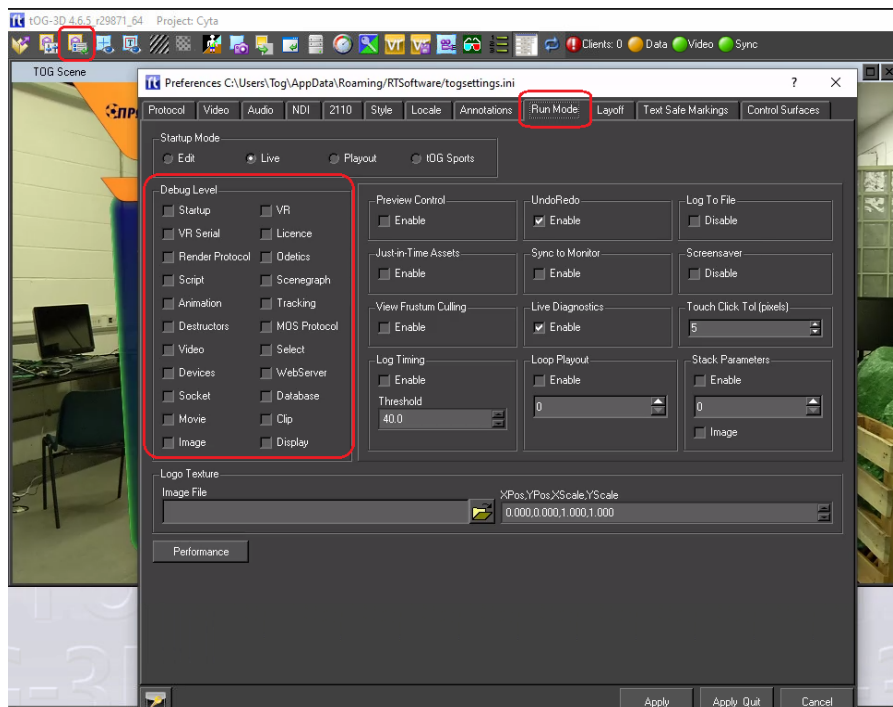 tOG-3D 4.6.5_r29871_64 Project: Cyta
VT
Clients: 0 Data Video Sync
TOG Scene
Preferences C:\Users\Tog\AppData\Roaming/RTSoftware/togsettings.ini
Protocol Video Audio NDI 2110 Style Locale Annotations Run Mode Layoff Text Safe Markings Control Surfaces
Startup Mode
Edit Live Playout tOG Sports
Debug Level
Startup VR
VR Serial Licence
Render Protocol Odetics
Script Scenegraph
Animation Tracking
Destructors MOS Protocol
Video Select
Devices WebServer
Socket Database
Movie Clip
Image Display
Preview Control UndoRedo Log To File
Enable Enable Disable
Just-in-Time Assets Sync to Monitor Screensaver
Enable Enable Disable
View Frustum Culling Live Diagnostics Touch Click Tol (pixels)
Enable Enable 5
Log Timing Loop Playout Stack Parameters
Enable Enable Enable
Threshold
40.0 0 0
Image
Logo Texture
Image File XPos,YPos,XScale,YScale
0.000,0.000,1.000,1.000
Performance
Apply Apply Quit Cancel